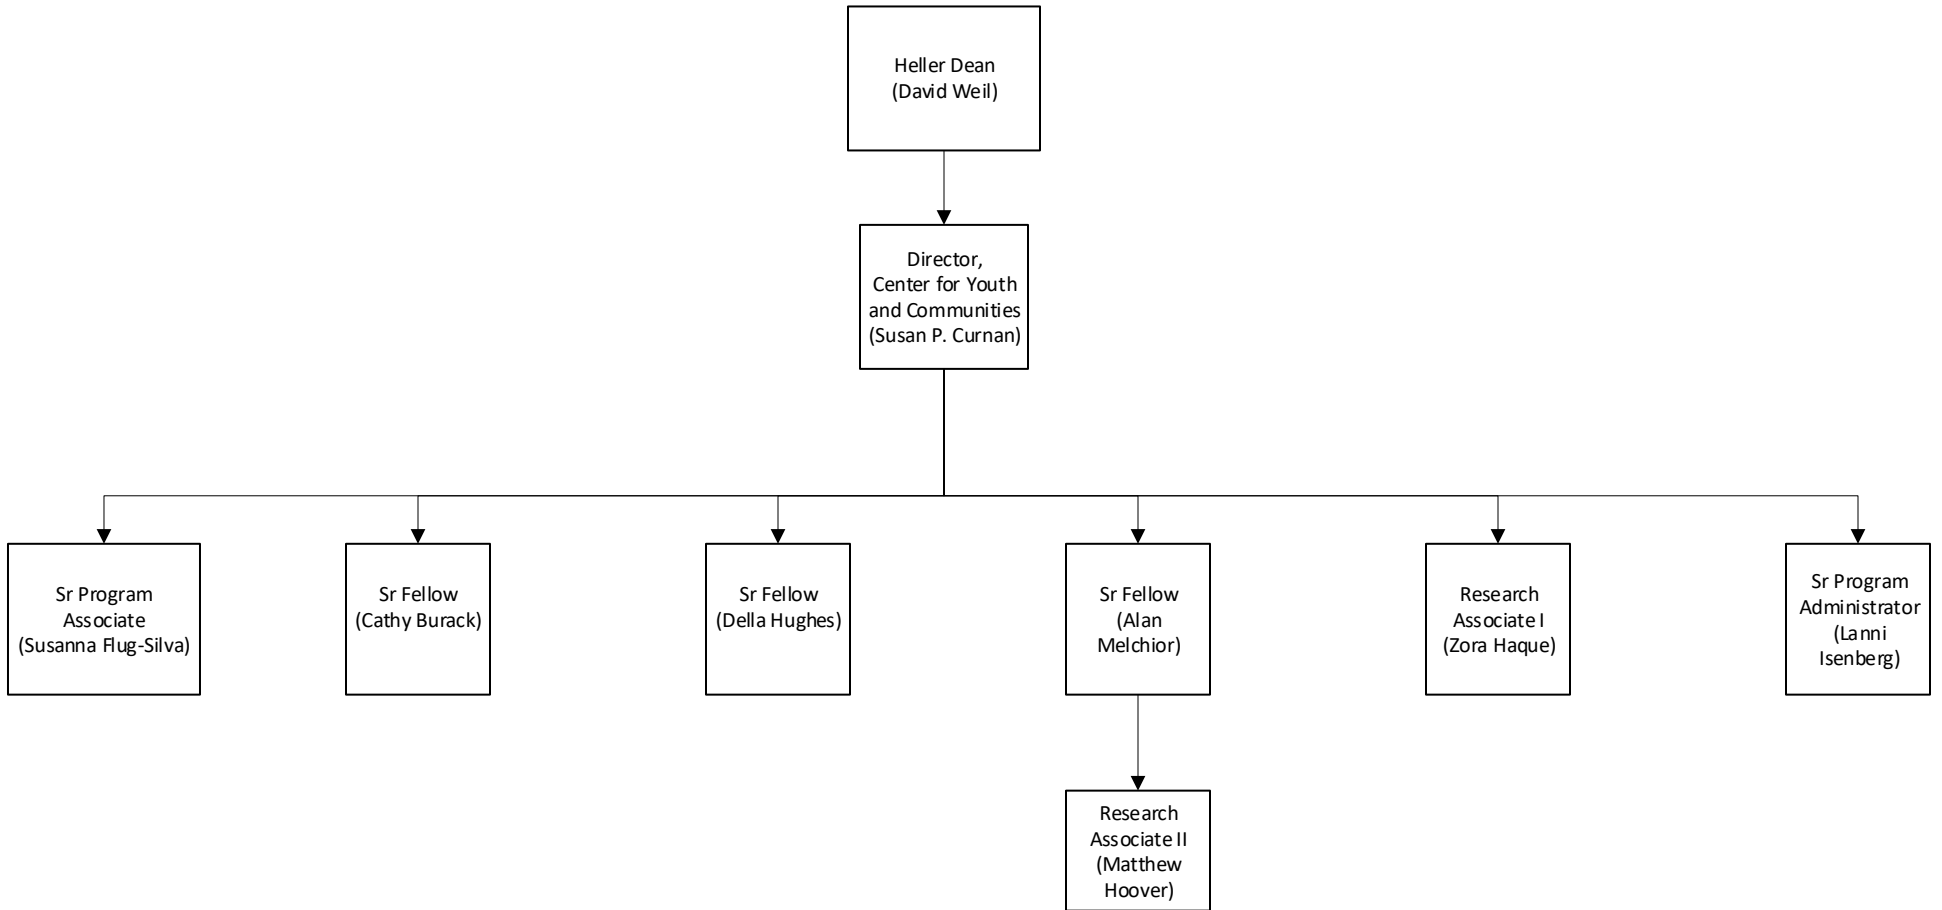 Heller Dean
(David Weil)
Director,
Center for Youth
and Communities
(Susan P. Curnan)
Sr Program
Associate
(Susanna Flug-Silva)
Sr Fellow
(Cathy Burack)
Sr Fellow
(Della Hughes)
Sr Fellow
(Alan
Melchior)
Research
Associate I
(Zora Haque)
Sr Program
Administrator
(Lanni
Isenberg)
Research
Associate II
(Matthew
Hoover)